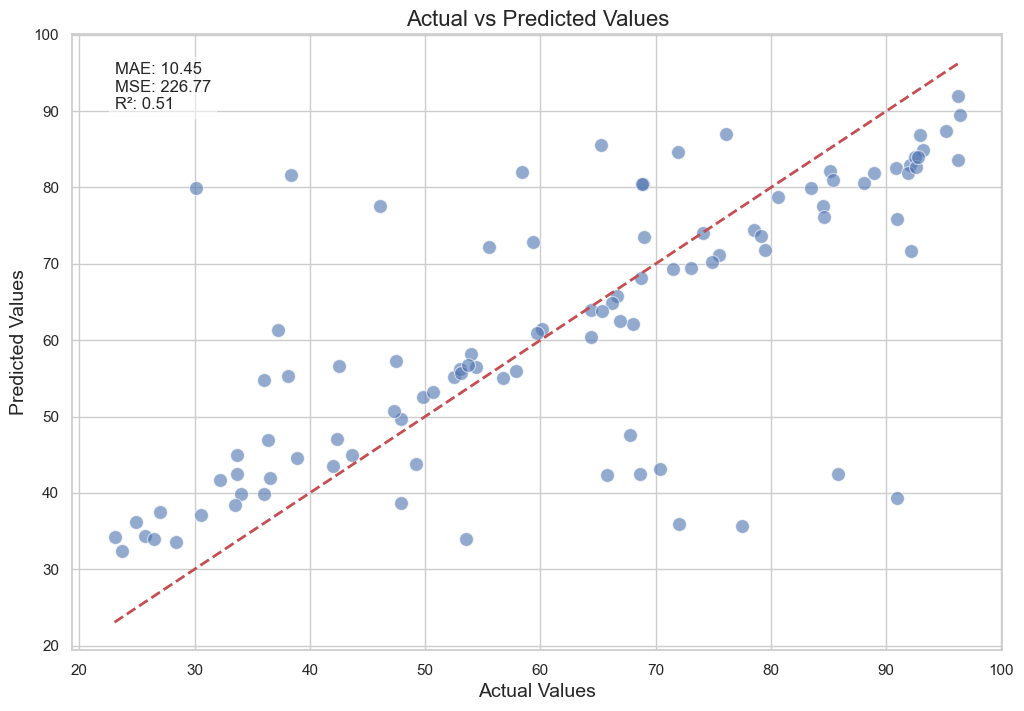 Actual vs Predicted Values
MAE: 10.45
MSE: 226.77
R²: 0.51
Predicted Values
100
90
80
70
60
50
40
30
20
20 30 40 50 60 70 80 90 100
Actual Values